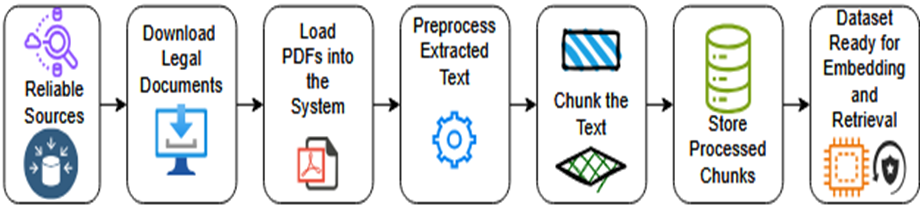 Reliable
Sources
Download
Legal
Documents
Load
PDFs into
the
System
Preprocess
Extracted
Text
Chunk the
Text
Store
Processed
Chunks
Dataset
Ready for
Embedding
and
Retrieval